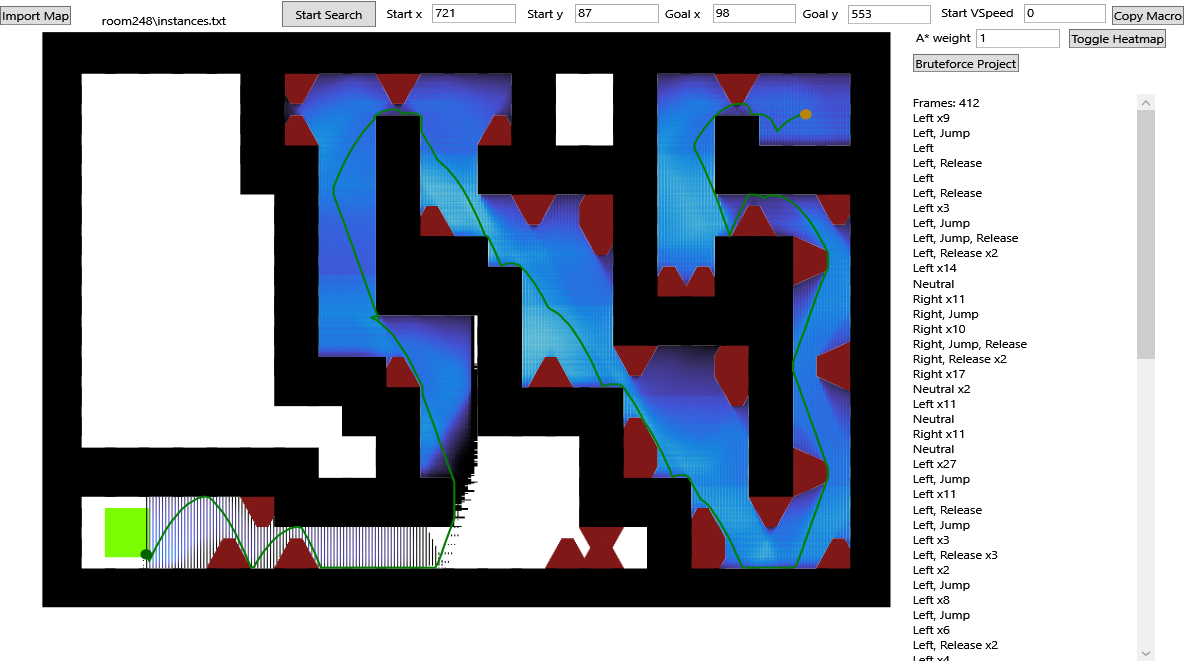 Import Map
room248\instances.txt
Start Search
Start x 721
Start y 87
Goal x 98
Goal y 553
Start VSpeed 0
Copy Macro
A* weight 1
Toggle Heatmap
Bruteforce Project
Frames: 412
Left x9
Left, Jump
Left
Left, Release
Left
Left, Release
Left x3
Left, Jump
Left, Jump, Release
Left, Release x2
Left x14
Neutral
Right x11
Right, Jump
Right x10
Right, Jump, Release
Right, Release x2
Right x17
Neutral x2
Left x11
Neutral
Right x11
Neutral
Left x27
Left, Jump
Left x11
Left, Release
Left, Jump
Left x3
Left, Release x3
Left x2
Left, Jump
Left x8
Left, Jump
Left x6
Left, Release x2
Left x4